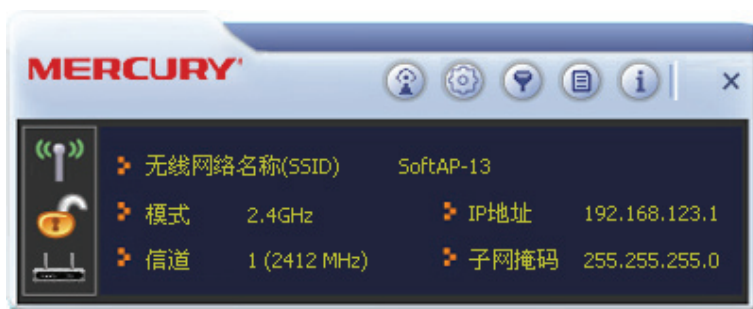 MERCURY
无线网络名称(SSID) SoftAP-13
模式 2.4GHz IP地址 192.168.123.1
信道 1 (2412 MHz) 子网掩码 255.255.255.0